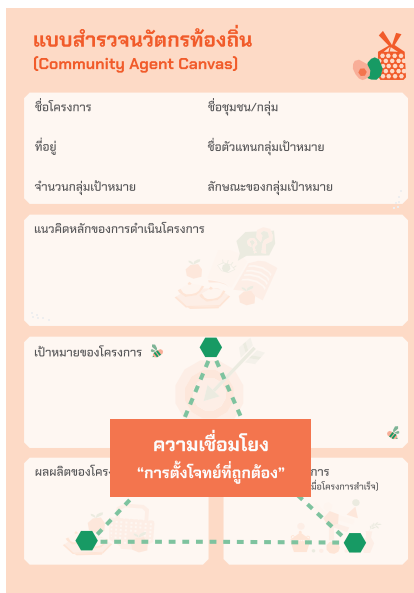 แบบสำรวจนวัตกรท้องถิ่น
(Community Agent Canvas)
ชื่อโครงการ
ชื่อชุมชน/กลุ่ม
ที่อยู่
ชื่อตัวแทนกลุ่มเป้าหมาย
จำนวนกลุ่มเป้าหมาย
ลักษณะของกลุ่มเป้าหมาย
แนวคิดหลักของการดำเนินโครงการ
เป้าหมายของโครงการ
ความเชื่อมโยง
“การตั้งโจทย์ที่ถูกต้อง”
ผลผลิตของโคร
การ
มื่อโครงการสำเร็จ)